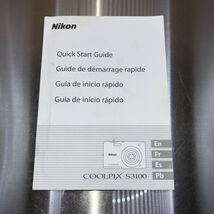 Nikon
Quick Start Guide
Guide de démarrage rapide
Guía de inicio rápido
Guia de início rápido
En
Fr
Es
Pb
COOLPIX S3100